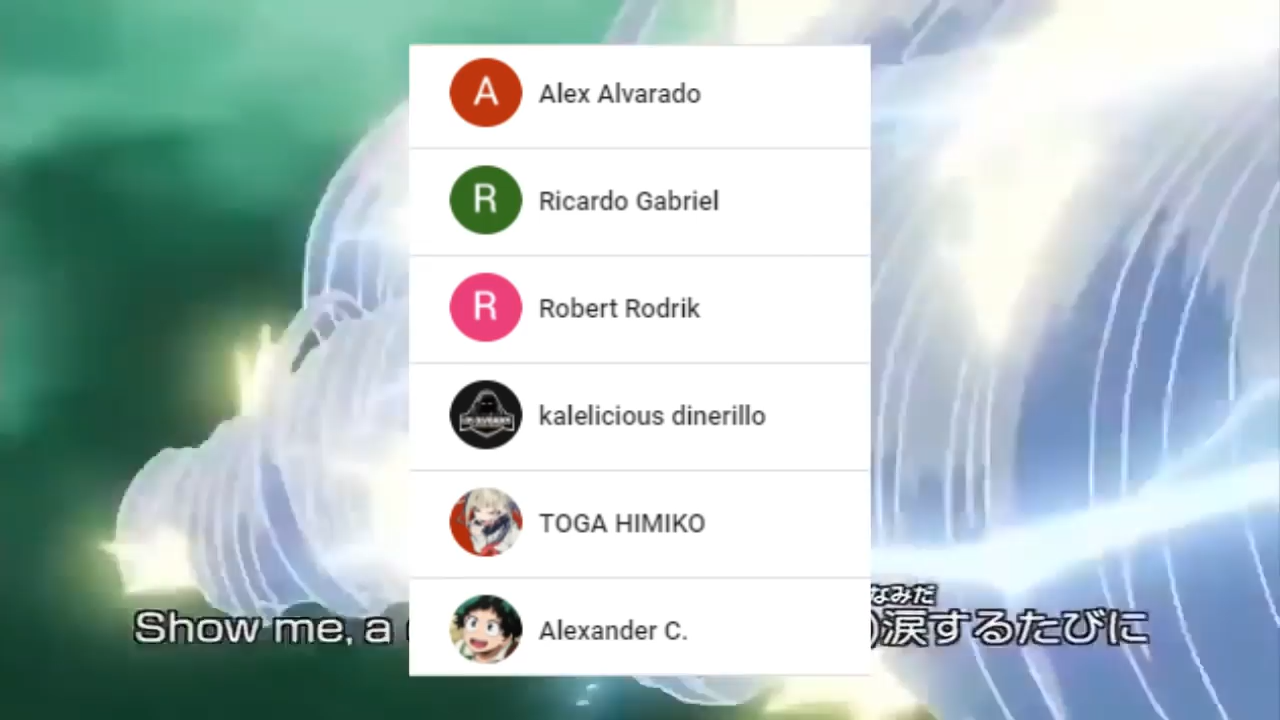 A Alex Alvarado
R Ricardo Gabriel
R Robert Rodrik
kalelicious dinerillo
TOGA HIMIKO
Alexander C.
なみだ
Show me, a
涙するたびに